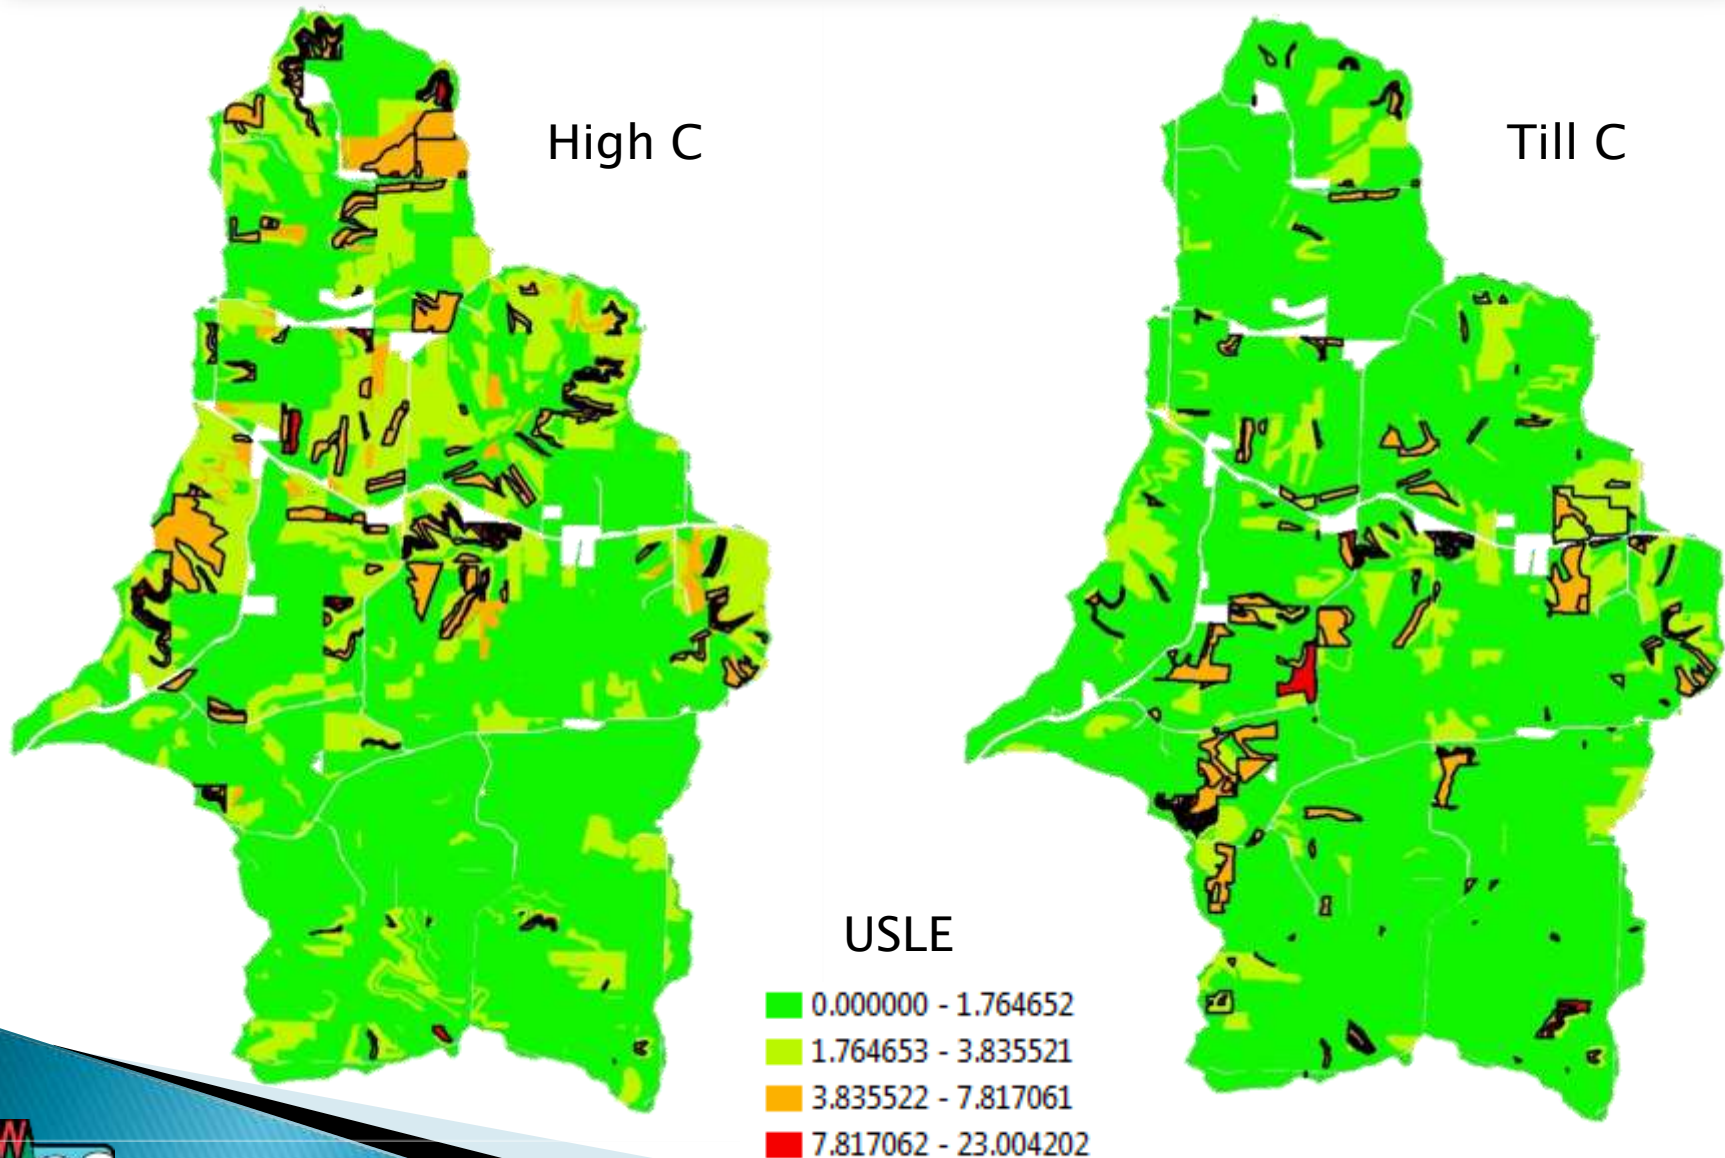 High C
Till C
USLE
0.000000 - 1.764652
1.764653 - 3.835521
3.835522 - 7.817061
7.817062 - 23.004202